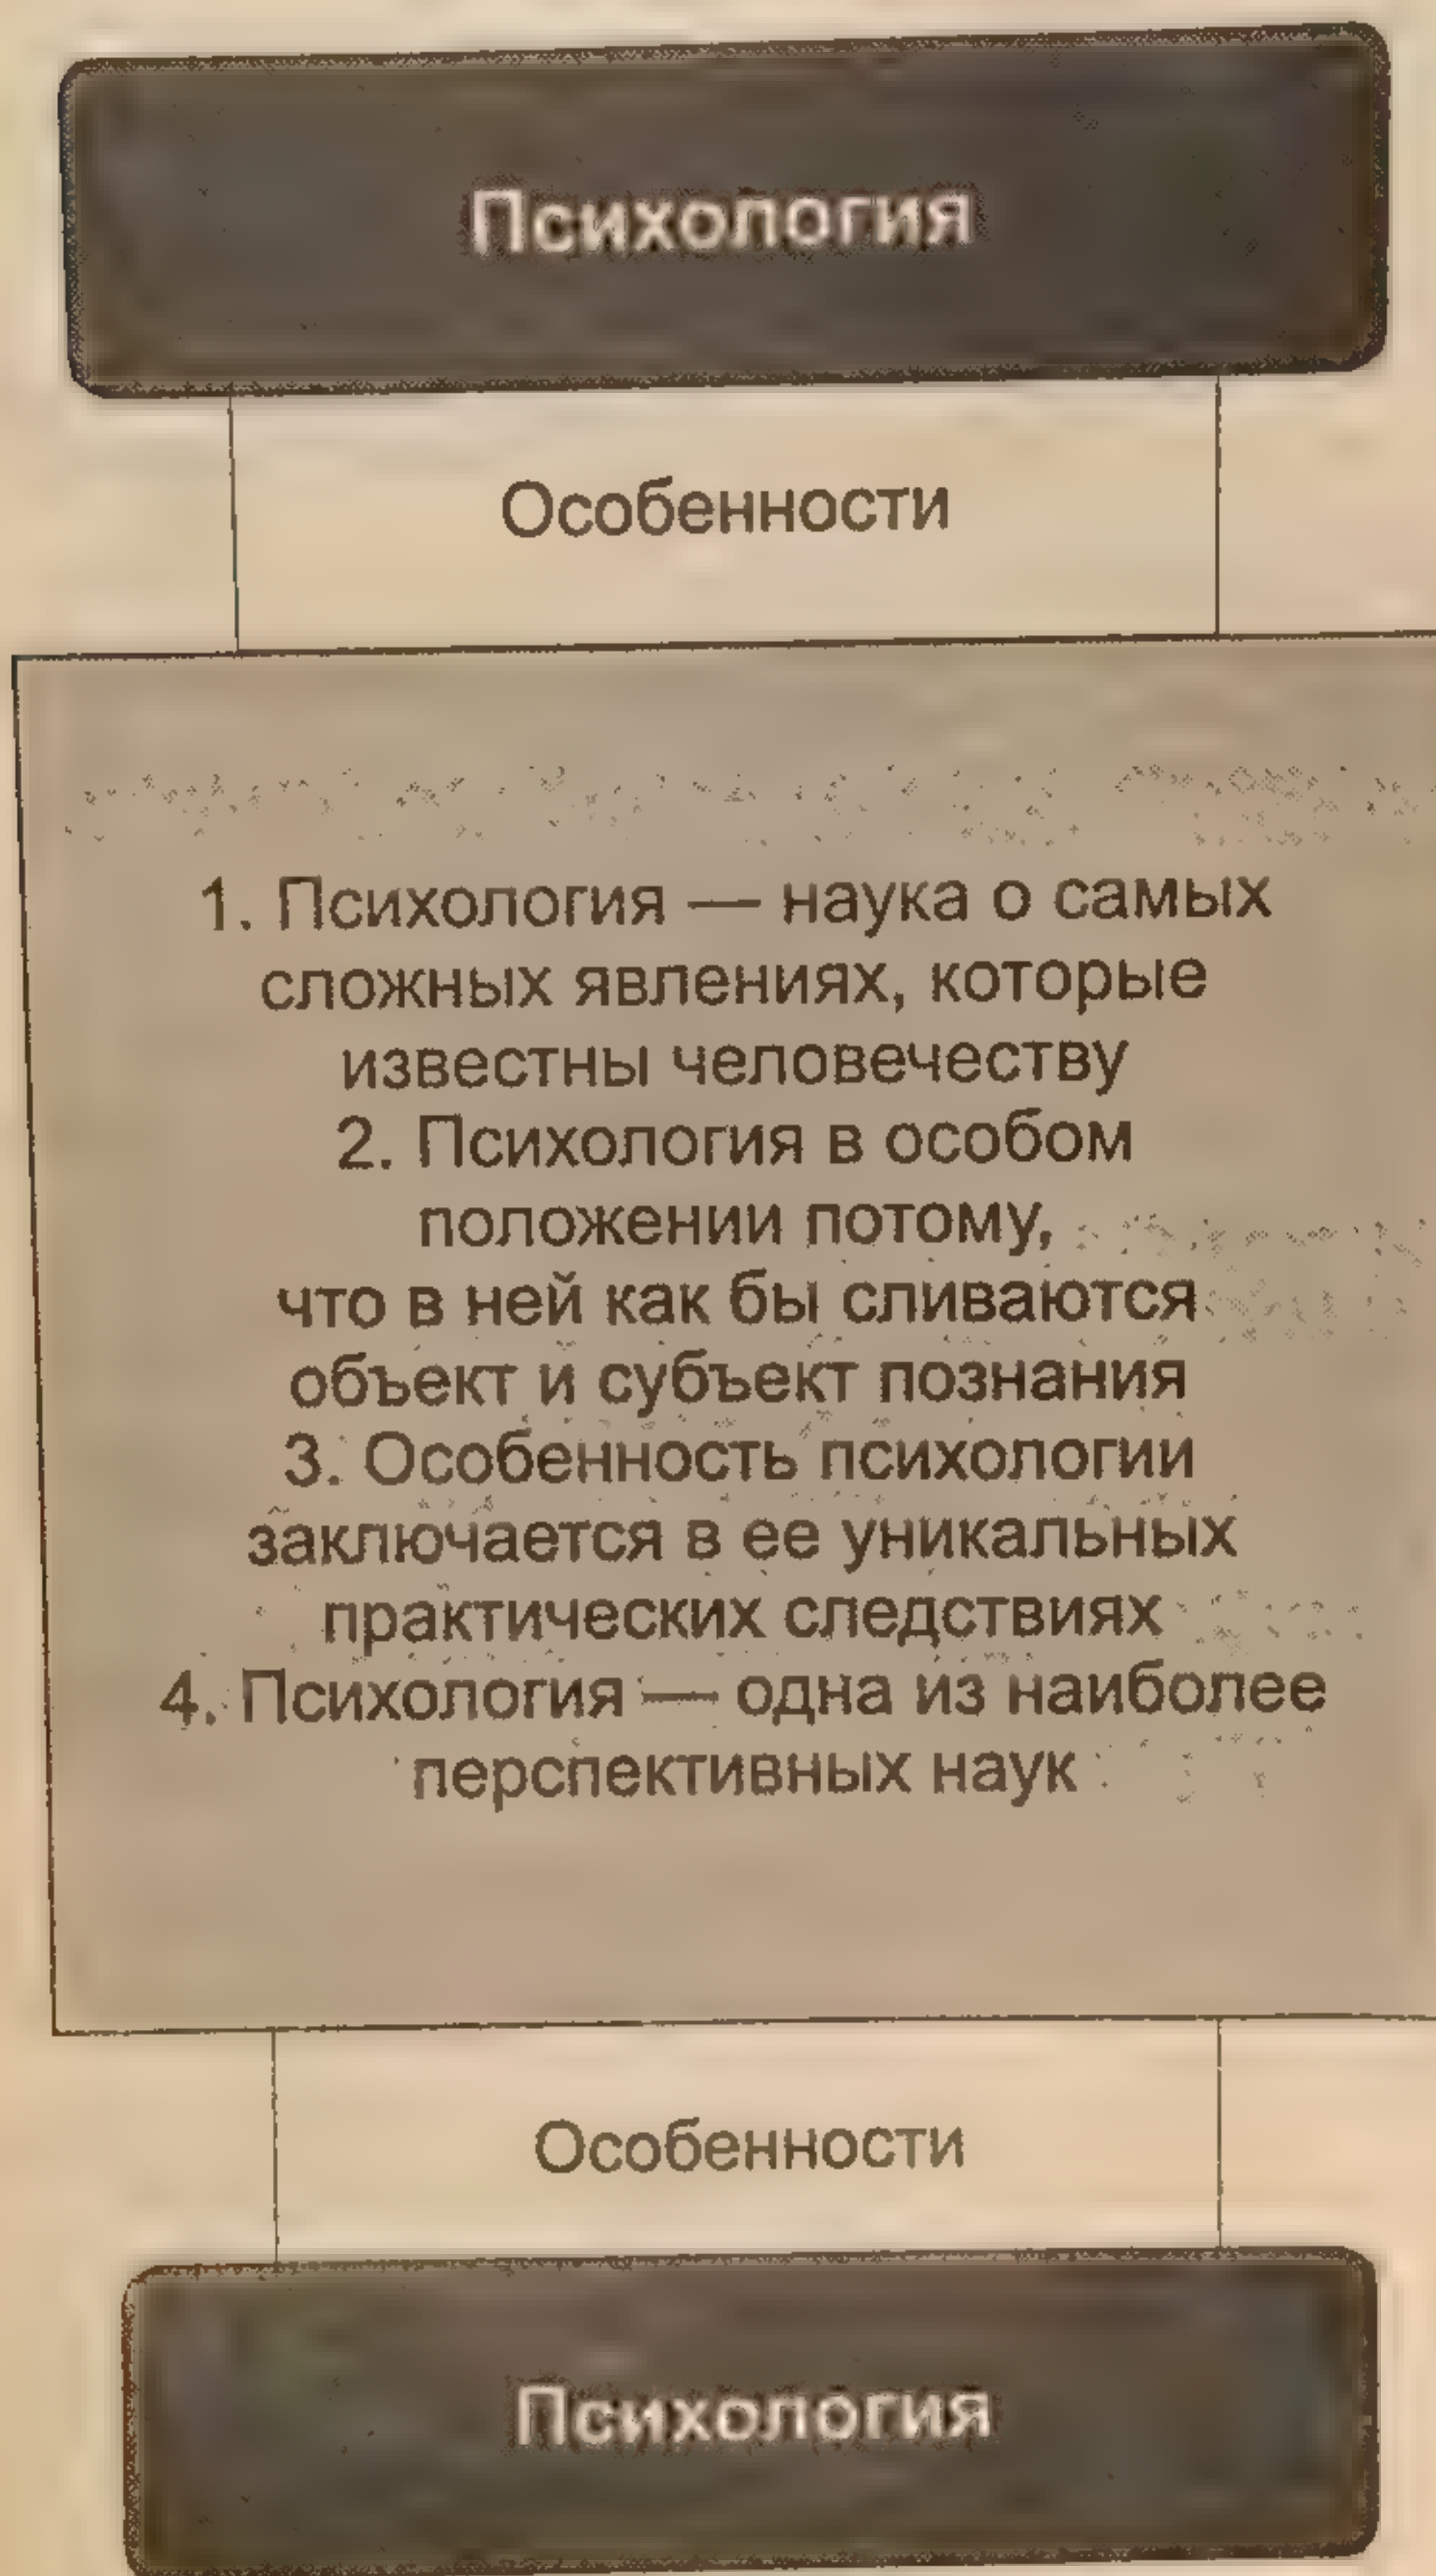 Психология
Особенности
1. Психология — наука о самых
сложных явлениях, которые
известны человечеству
2. Психология в особом
положении потому,
что в ней как бы сливаются
объект и субъект познания
3. Особенность психологии
заключается в ее уникальных
практических следствиях
4. Психология — одна из наиболее
перспективных наук
Особенности
Психология